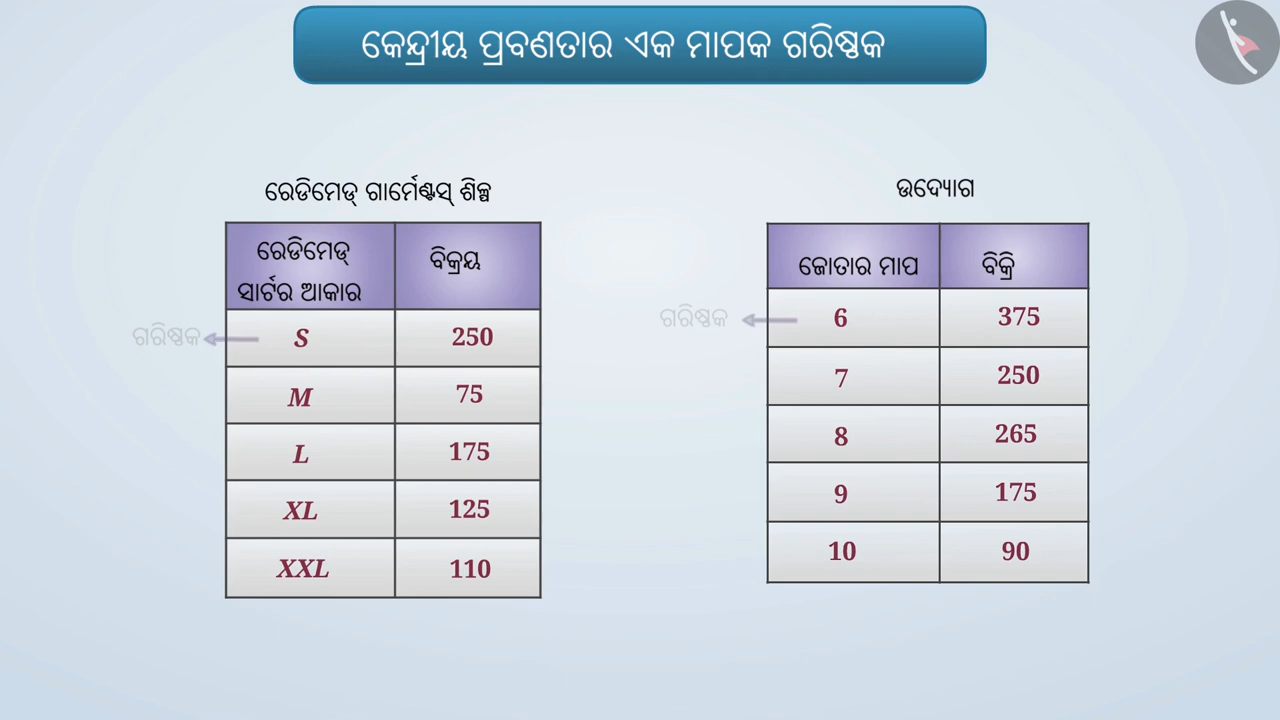 କେନ୍ଦ୍ରୀୟ ପ୍ରବଣତାର ଏକ ମାପକ ଗରିଷ୍ଠକ
ରେଡିମେଡ୍ ଗାର୍ମେଣ୍ଟସ୍ ଶିଳ୍ପ
ରେଡିମେଡ୍
ସାର୍ଟର ଆକାର
ବିକ୍ରୟ
ଗରିଷ୍ଠକ
S 250
M 75
L 175
XL 125
XXL 110
ଉଦ୍ୟୋଗ
ଜୋତାର ମାପ ବିକ୍ରି
ଗରିଷ୍ଠକ
6 375
7 250
8 265
9 175
10 90